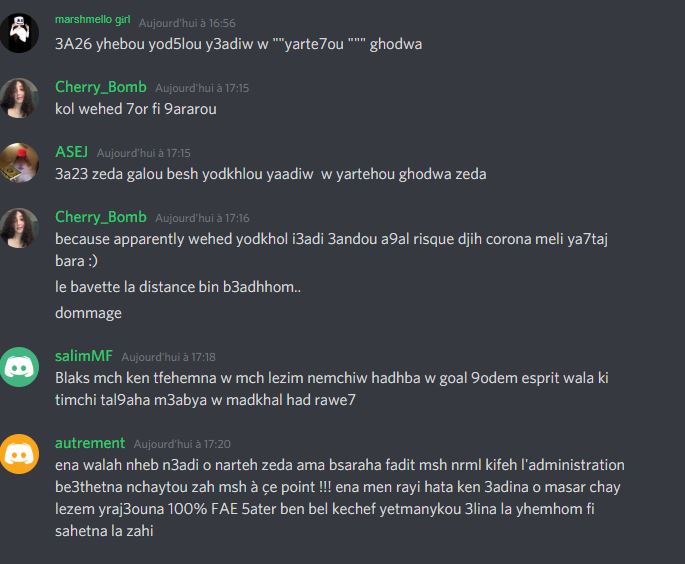 marshmello girl Aujourd'hui à 16:56
3A26 yhebou yod5lou y3adiw w ""yarte7ou """ ghodwa
Cherry_Bomb Aujourd'hui à 17:15
kol wehed 7or fi 9ararou
ASEJ Aujourd'hui à 17:15
3a23 zeda galou besh yodkhlou yaadiw w yartehou ghodwa zeda
Cherry_Bomb Aujourd'hui à 17:16
because apparently wehed yodkhol i3adi 3andou a9al risque djih corona meli ya7taj
bara :)
le bavette la distance bin b3adhhom..
dommage
salimMF Aujourd'hui à 17:18
Blaks mch ken tfehemna w mch lezim nemchiw hadhba w goal 9odem esprit wala ki
timchi tal9aha m3abya w madkhal had rawe7
autrement Aujourd'hui à 17:20
ena walah nheb n3adi o narteh zeda ama bsaraha fadit msh nrml kifeh l'administration
be3thetna nchaytou zah msh à çe point !!! ena men rayi hata ken 3adina o masar chay
lezem yraj3ouna 100% FAE 5ater ben bel kechef yetmanykou 3lina la yhemhom fi
sahetna la zahi